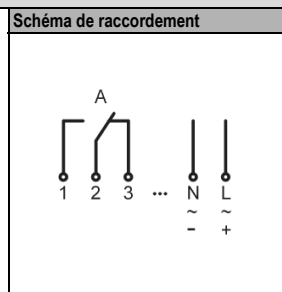 Schéma de raccordement
A
1 2 3 ... N L
~ ~
- +